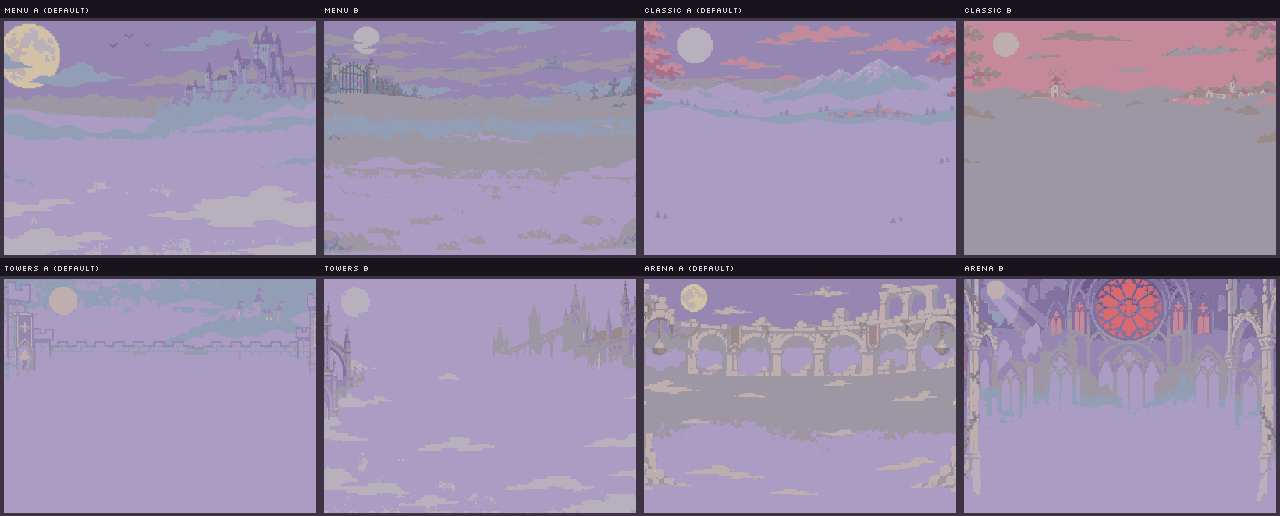 MENU A (DEFAULT)
MENU B
CLASSIC A (DEFAULT)
CLASSIC B
TOWERS A (DEFAULT)
TOWERS B
ARENA A (DEFAULT)
ARENA B